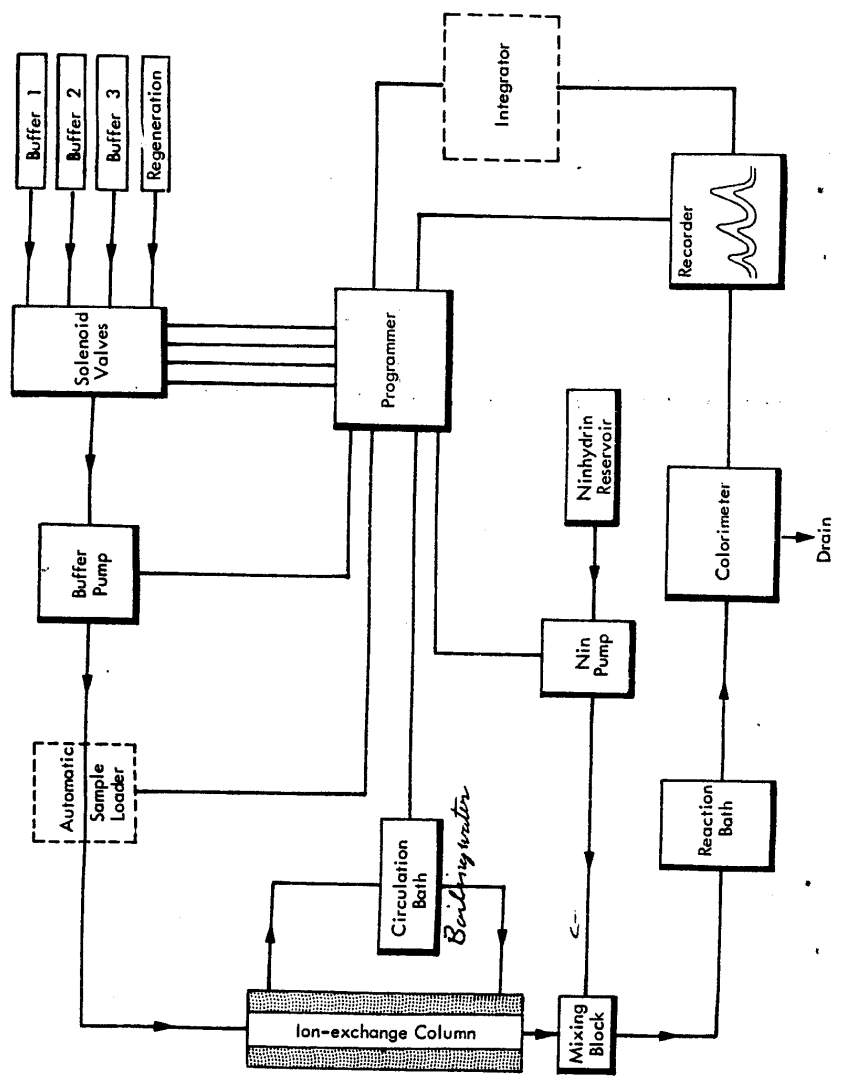 Buffer 1
Buffer 2
Buffer 3
Regeneration
Solenoid
Valves
Buffer
Pump
Automatic
Sample
Loader
Integrator
Programmer
Recorder
Circulation
Bath
Boiling water
Ion-exchange Column
Ninhydrin
Reservoir
Nin
Pump
Mixing
Block
Reaction
Bath
Colorimeter
Drain